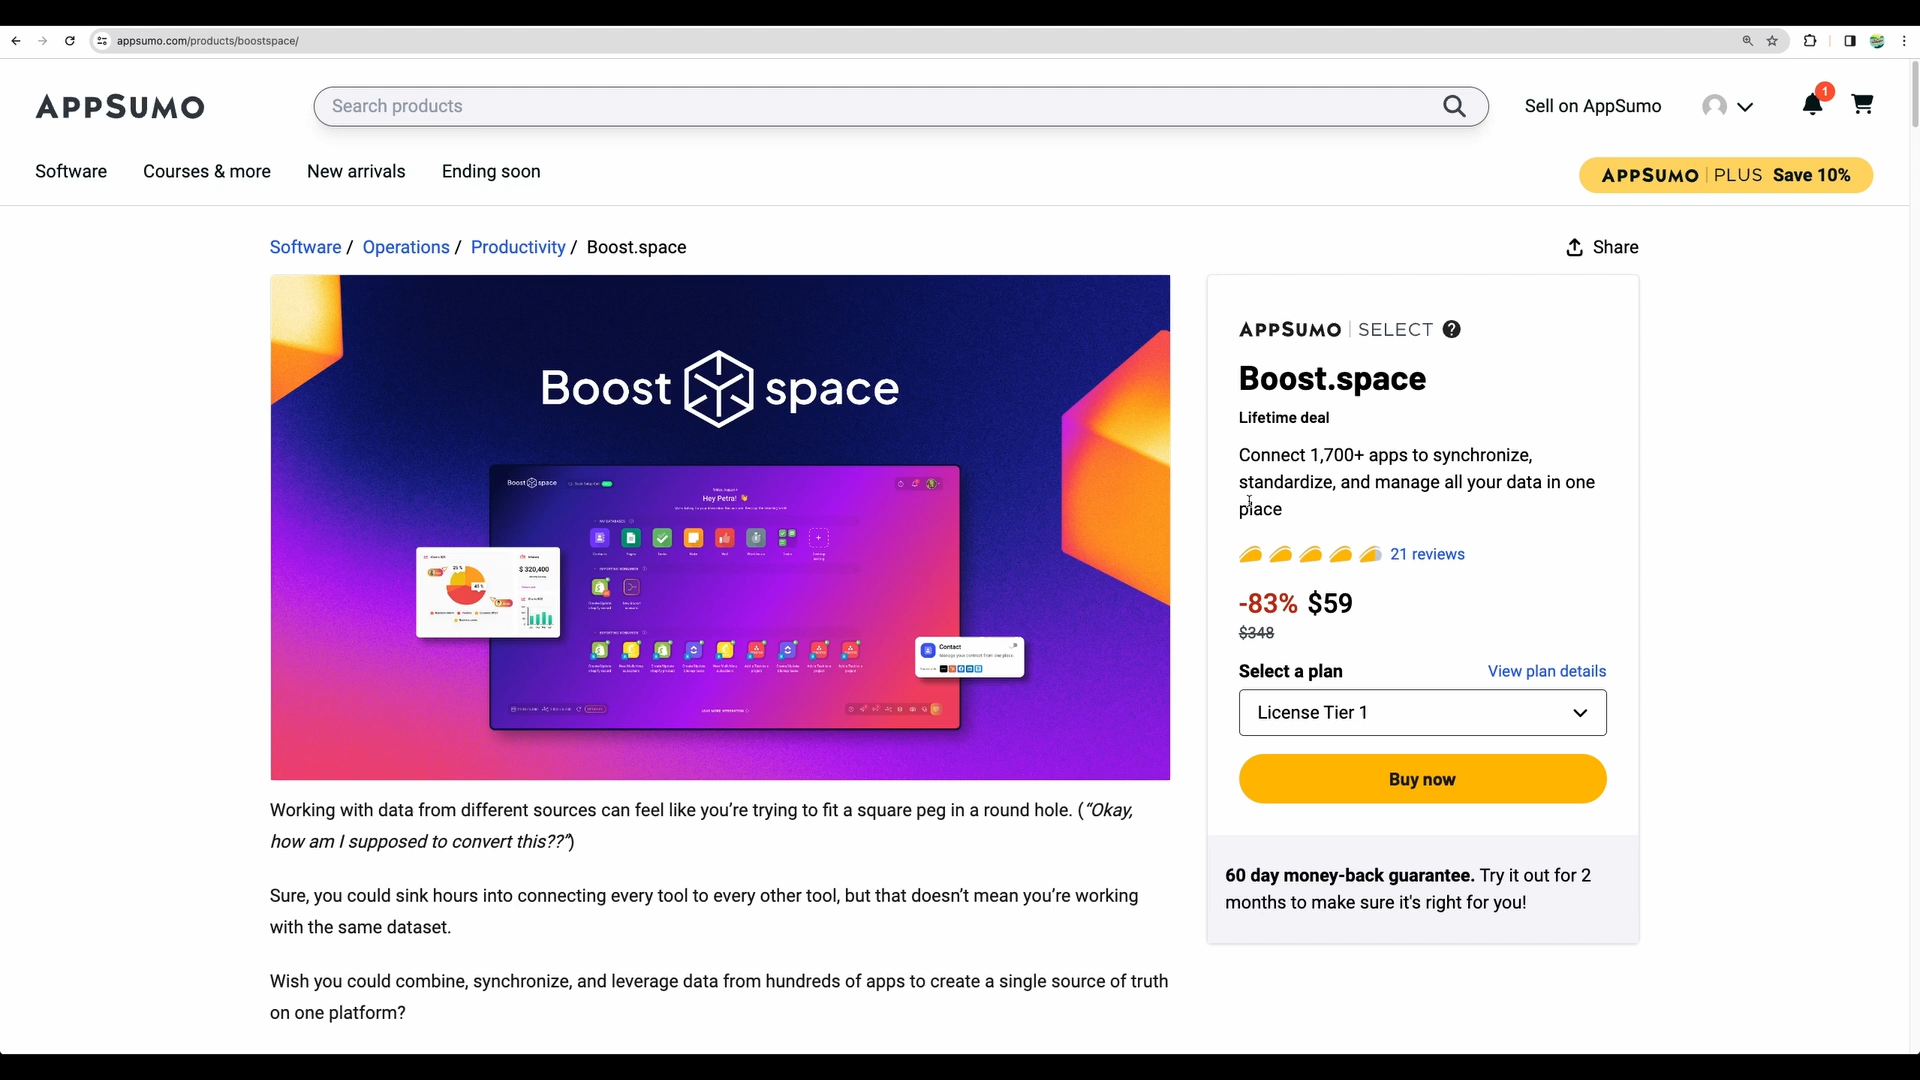 appsumo.com/products/boostspace/
APPSUMO
Search products
Sell on AppSumo
1
Software
Courses & more
New arrivals
Ending soon
APPSUMO | PLUS Save 10%
Software / Operations / Productivity / Boost.space
Share
Boost space
Boost space
Hey Petra!
$ 320,400
Contact
Manage your contact from one place.
APPSUMO | SELECT ?
Boost.space
Lifetime deal
Connect 1,700+ apps to synchronize,
standardize, and manage all your data in one
place
21 reviews
-83% $59
$348
Select a plan
View plan details
License Tier 1
Buy now
60 day money-back guarantee. Try it out for 2
months to make sure it's right for you!
Working with data from different sources can feel like you’re trying to fit a square peg in a round hole. (“Okay,
how am I supposed to convert this??”)
Sure, you could sink hours into connecting every tool to every other tool, but that doesn’t mean you’re working
with the same dataset.
Wish you could combine, synchronize, and leverage data from hundreds of apps to create a single source of truth
on one platform?